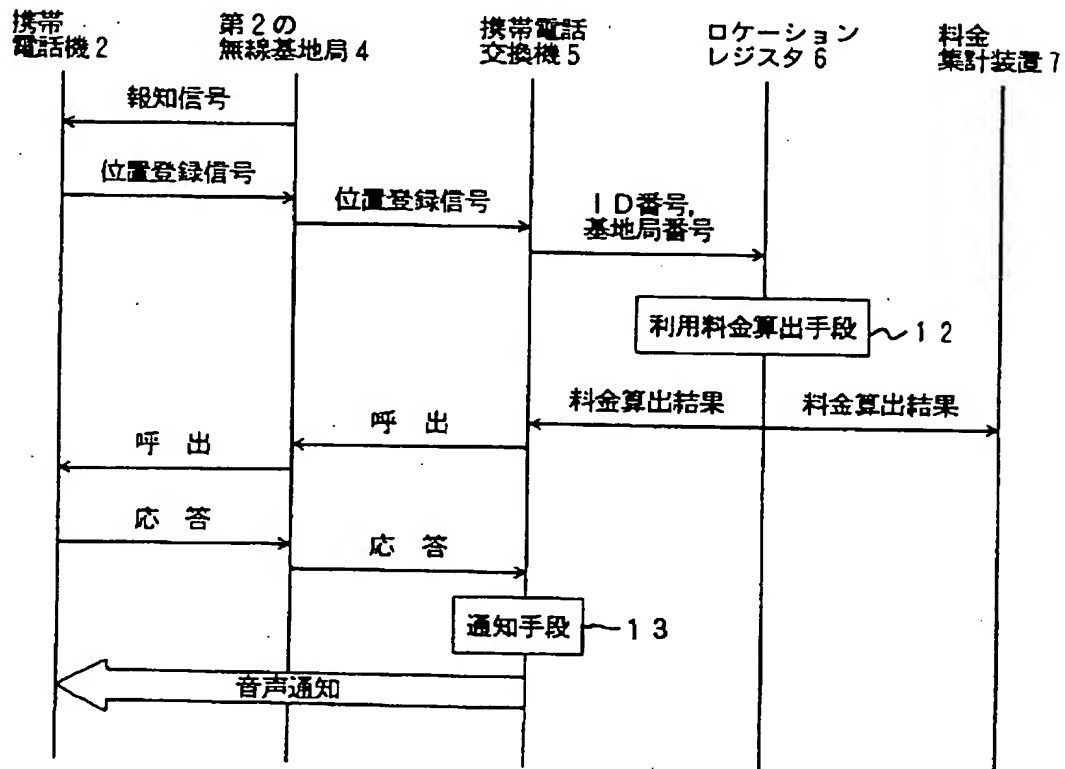 携帯
電話機2
第2の
無線基地局4
携帯電話
交換機5
ロケーション
レジスタ6
料金
集計装置7
報知信号
位置登録信号
位置登録信号
ID番号,
基地局番号
利用料金算出手段
12
料金算出結果
料金算出結果
呼 出
呼 出
応 答
応 答
通知手段
13
音声通知